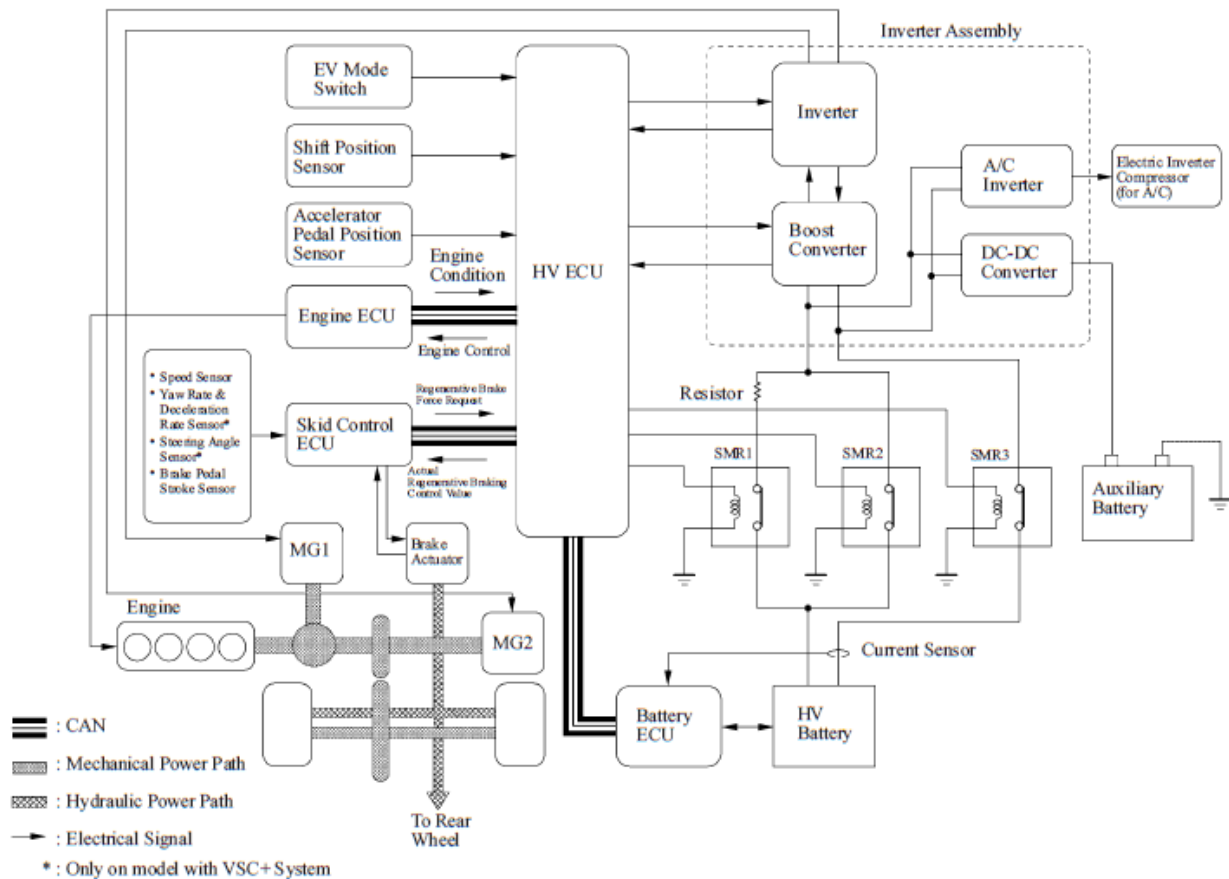 Inverter Assembly
EV Mode
Switch
Inverter
Shift Position
Sensor
A/C
Inverter
Electric Inverter
Compressor
(for A/C)
Accelerator
Pedal Position
Sensor
Boost
Converter
DC-DC
Converter
HV ECU
Engine
Condition
Engine ECU
Engine Control
* Speed Sensor
* Yaw Rate &
Deceleration
Rate Sensor*
* Steering Angle
Sensor*
* Brake Pedal
Stroke Sensor
Regenerative Brake
Force Request
Skid Control
ECU
Actual
Regenerative Braking
Control Value
Resistor
SMR1
SMR2
SMR3
Auxiliary
Battery
MG1
Brake
Actuator
Engine
MG2
Current Sensor
Battery
ECU
HV
Battery
: CAN
: Mechanical Power Path
: Hydraulic Power Path
: Electrical Signal
* : Only on model with VSC+ System
To Rear
Wheel